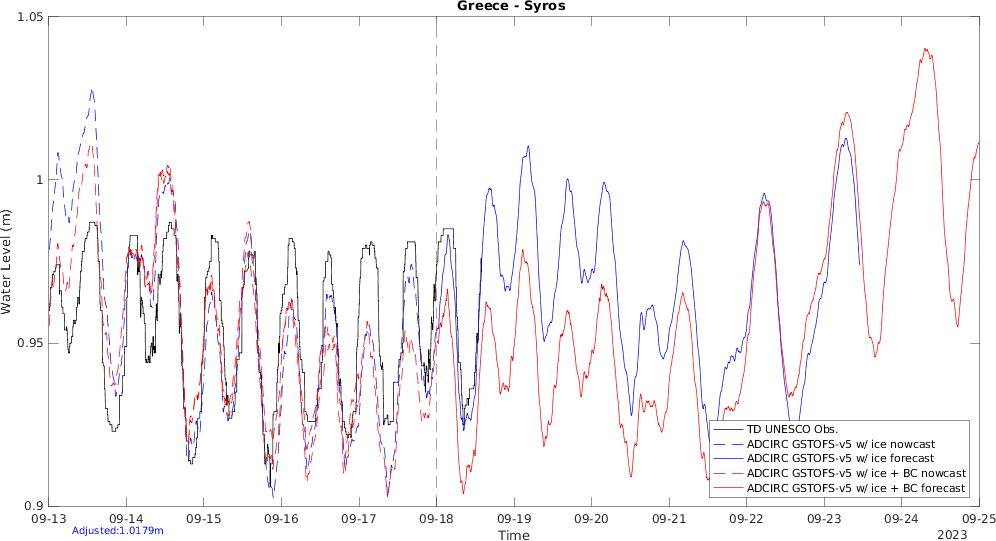 Greece - Syros
1.05
1
0.95
0.9
Water Level (m)
TD UNESCO Obs.
ADCIRC GSTOFS-v5 w/ ice nowcast
ADCIRC GSTOFS-v5 w/ ice forecast
ADCIRC GSTOFS-v5 w/ ice + BC nowcast
ADCIRC GSTOFS-v5 w/ ice + BC forecast
09-13 09-14 09-15 09-16 09-17 09-18 09-19 09-20 09-21 09-22 09-23 09-24 09-25
Adjusted:1.0179m
Time
2023